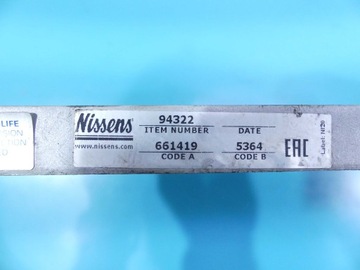 LIFE
Nissens
www.nissens.com
94322
ITEM NUMBER
DATE
661419
CODE A
5364
CODE B
EAC